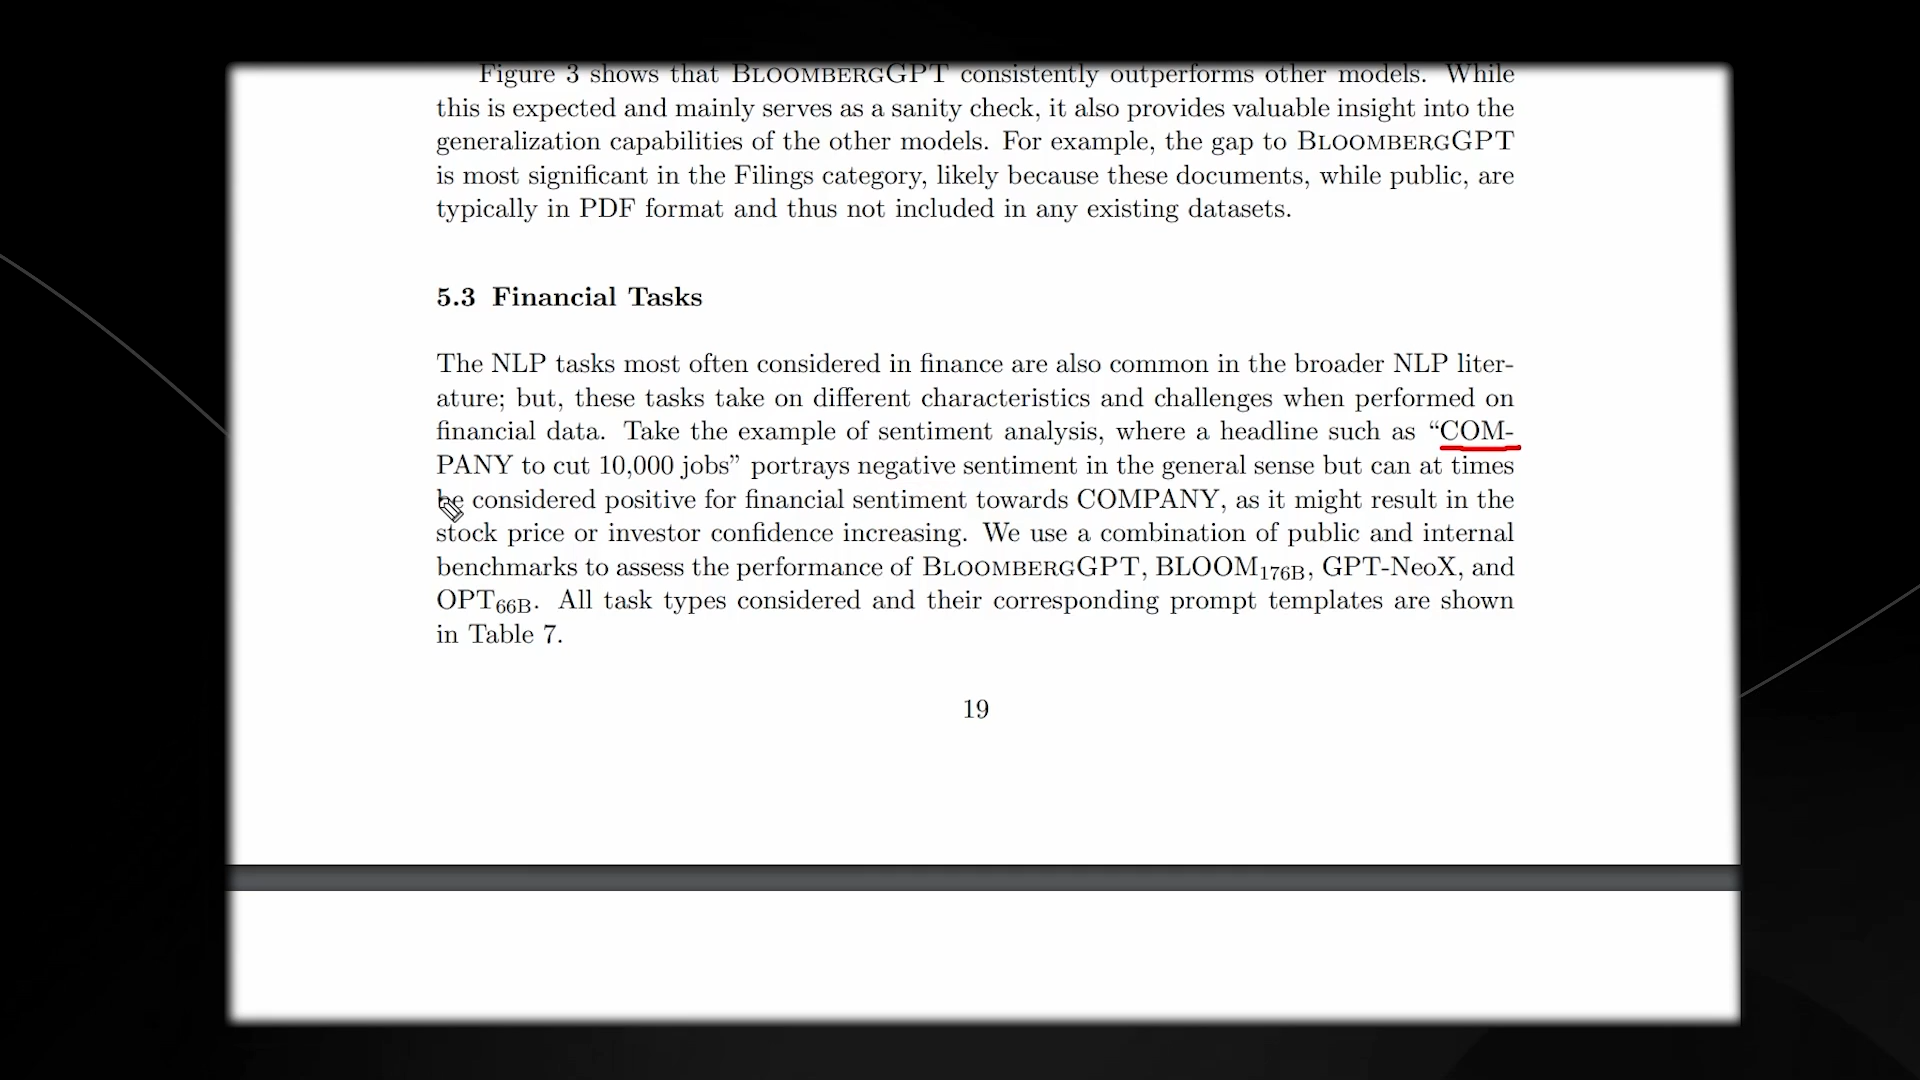 Figure 3 shows that BLOOMBERGGPT consistently outperforms other models. While
this is expected and mainly serves as a sanity check, it also provides valuable insight into the
generalization capabilities of the other models. For example, the gap to BLOOMBERGGPT
is most significant in the Filings category, likely because these documents, while public, are
typically in PDF format and thus not included in any existing datasets.
5.3 Financial Tasks
The NLP tasks most often considered in finance are also common in the broader NLP liter-
ature; but, these tasks take on different characteristics and challenges when performed on
financial data. Take the example of sentiment analysis, where a headline such as “COM-
PANY to cut 10,000 jobs” portrays negative sentiment in the general sense but can at times
be considered positive for financial sentiment towards COMPANY, as it might result in the
stock price or investor confidence increasing. We use a combination of public and internal
benchmarks to assess the performance of BLOOMBERGGPT, BLOOM176B, GPT-NeoX, and
OPT66B. All task types considered and their corresponding prompt templates are shown
in Table 7.
19